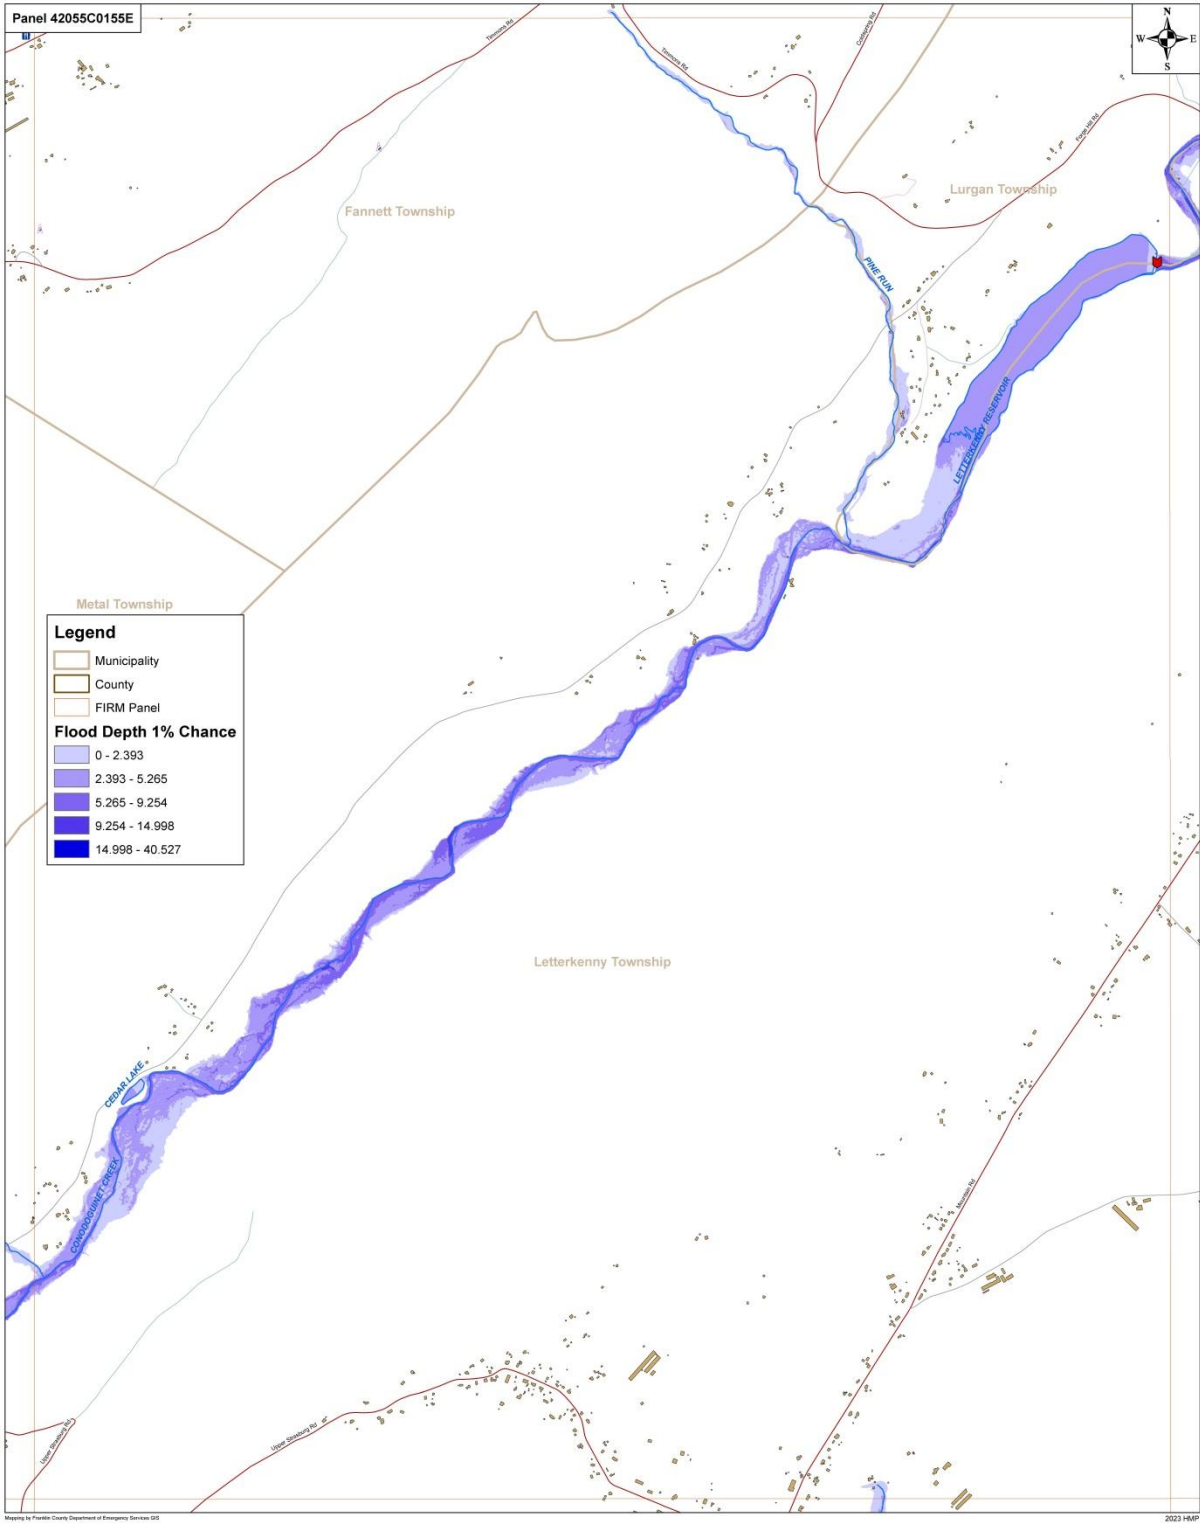 Panel 42055C0155E
N
W E
S
Timmons Rd
Timmons Rd
Coldspring Rd
Forge Hill Rd
Lurgan Township
Fannett Township
PINE RUN
LETTERKENNY RESERVOIR
Metal Township
Legend
Municipality
County
FIRM Panel
Flood Depth 1% Chance
0 - 2.393
2.393 - 5.265
5.265 - 9.254
9.254 - 14.998
14.998 - 40.527
Letterkenny Township
CEDAR LAKE
CONODOGUINET CREEK
Mountain Rd
Upper Strasburg Rd
Upper Strasburg Rd
Mapping by Franklin County Department of Emergency Services GIS
2023 HMP